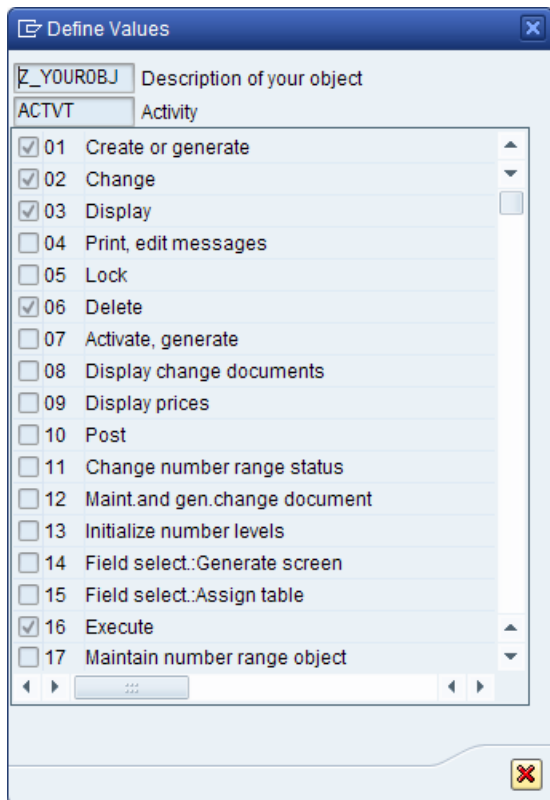 Define Values
Z_YOUROBJ Description of your object
ACTVT Activity
01 Create or generate
02 Change
03 Display
04 Print, edit messages
05 Lock
06 Delete
07 Activate, generate
08 Display change documents
09 Display prices
10 Post
11 Change number range status
12 Maint.and gen.change document
13 Initialize number levels
14 Field select.:Generate screen
15 Field select.:Assign table
16 Execute
17 Maintain number range object